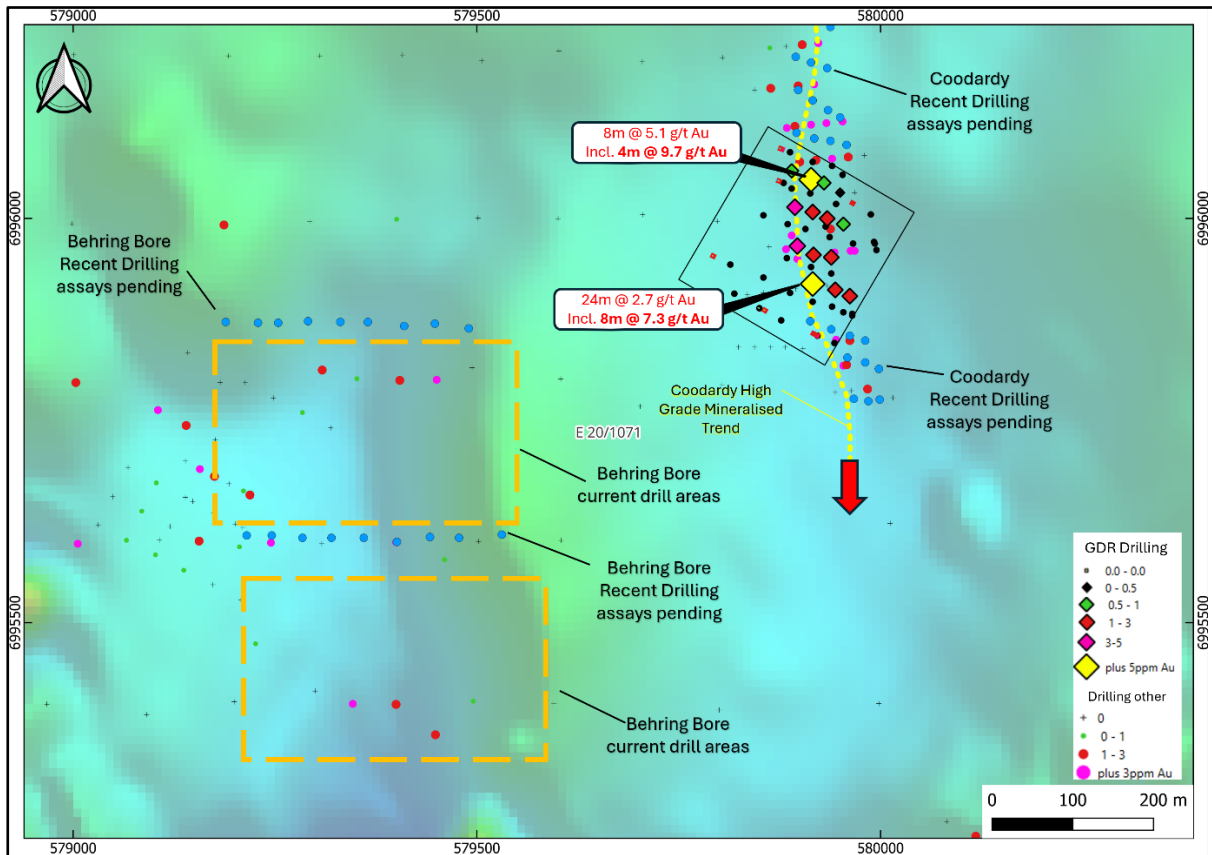 579000
579500
580000
Coodardy
Recent Drilling
assays pending
8m @ 5.1 g/t Au
Incl. 4m @ 9.7 g/t Au
6996000
6996000
Behring Bore
Recent Drilling
assays pending
24m @ 2.7 g/t Au
Incl. 8m @ 7.3 g/t Au
Coodardy
Recent Drilling
assays pending
Coodardy High
Grade Mineralised
Trend
E 20/1071
Behring Bore
current drill areas
Behring Bore
Recent Drilling
assays pending
6995500
6995500
Behring Bore
current drill areas
GDR Drilling
0.0 - 0.0
0 - 0.5
0.5 - 1
1 - 3
3-5
plus 5ppm Au
Drilling other
0
0 - 1
1 - 3
plus 3ppm Au
0 100 200 m
579000
579500
580000